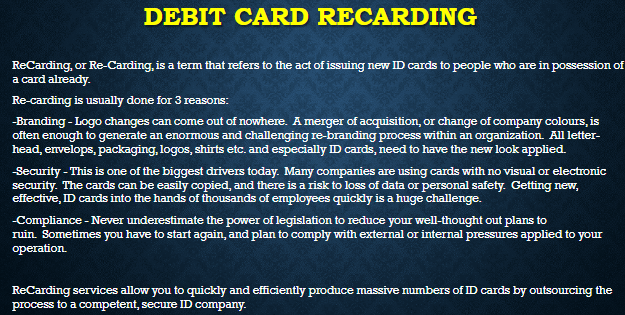 DEBIT CARD RECARDING
ReCarding, or Re-Carding, is a term that refers to the act of issuing new ID cards to people who are in possession of
a card already.
Re-carding is usually done for 3 reasons:
-Branding - Logo changes can come out of nowhere. A merger of acquisition, or change of company colours, is
often enough to generate an enormous and challenging re-branding process within an organization. All letter-
head, envelops, packaging, logos, shirts etc. and especially ID cards, need to have the new look applied.
-Security - This is one of the biggest drivers today. Many companies are using cards with no visual or electronic
security. The cards can be easily copied, and there is a risk to loss of data or personal safety. Getting new,
effective, ID cards into the hands of thousands of employees quickly is a huge challenge.
-Compliance - Never underestimate the power of legislation to reduce your well-thought out plans to
ruin. Sometimes you have to start again, and plan to comply with external or internal pressures applied to your
operation.
ReCarding services allow you to quickly and efficiently produce massive numbers of ID cards by outsourcing the
process to a competent, secure ID company.